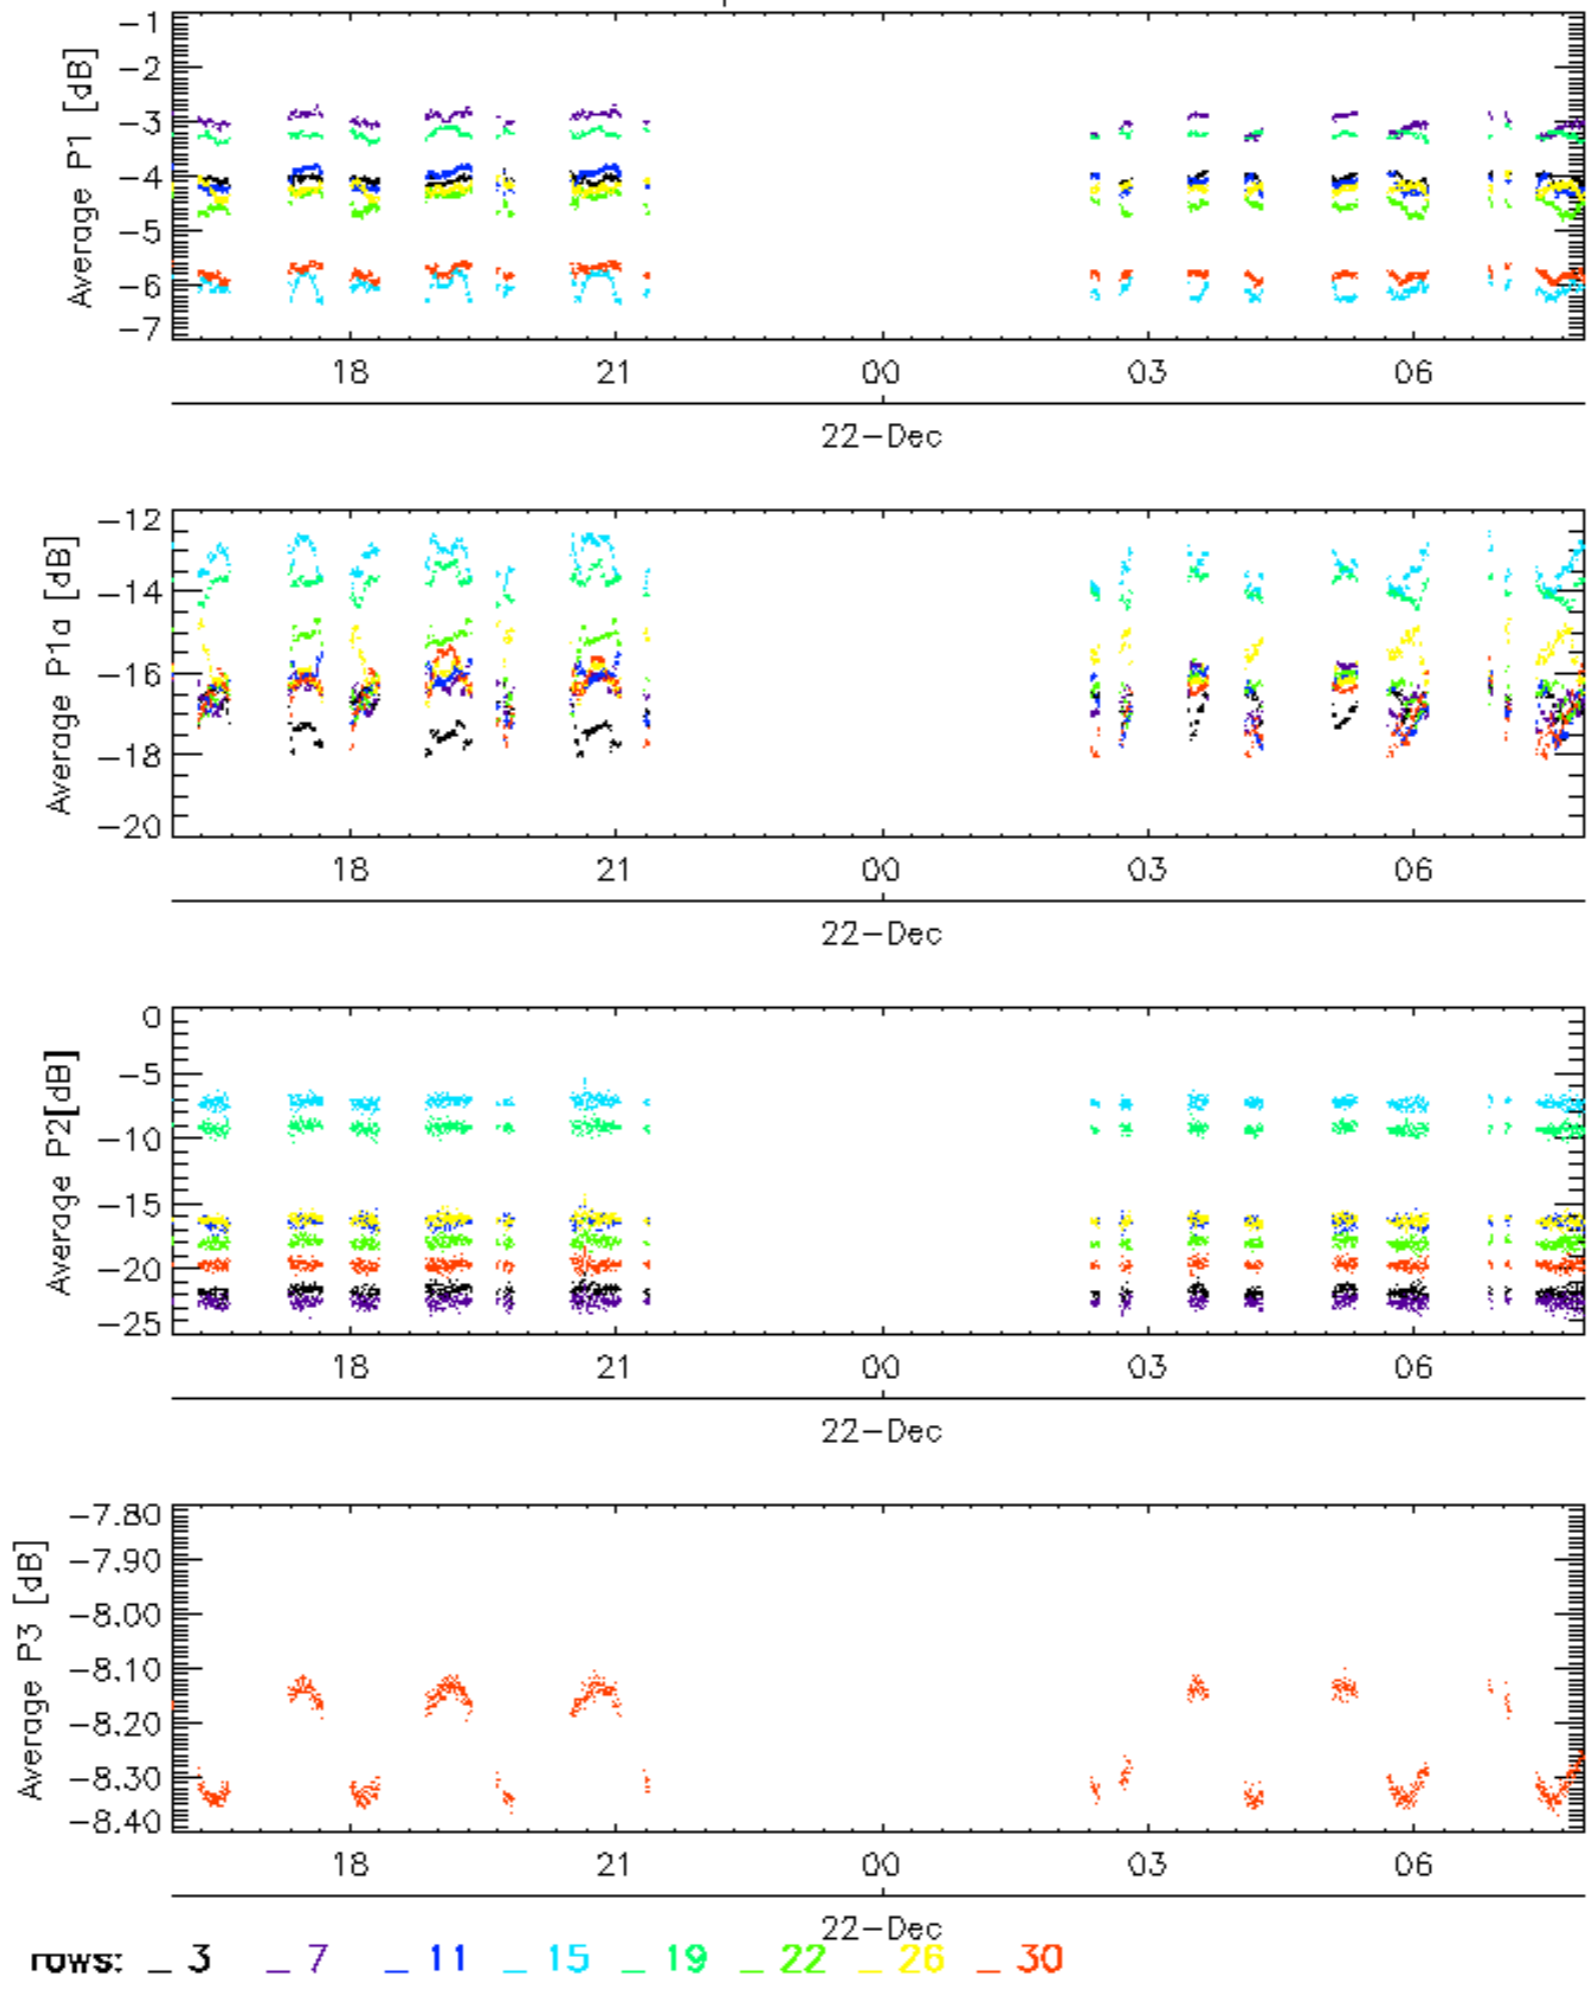 Average P1 [dB]
-1
-2
-3
-4
-5
-6
-7
18 21 00 03 06
22-Dec
Average P1a [dB]
-12
-14
-16
-18
-20
18 21 00 03 06
22-Dec
Average P2[dB]
0
-5
-10
-15
-20
-25
18 21 00 03 06
22-Dec
Average P3 [dB]
-7.80
-7.90
-8.00
-8.10
-8.20
-8.30
-8.40
18 21 00 03 06
22-Dec
rows: _ 3 _ 7 _ 11 _ 15 _ 19 _ 22 _ 26 _ 30